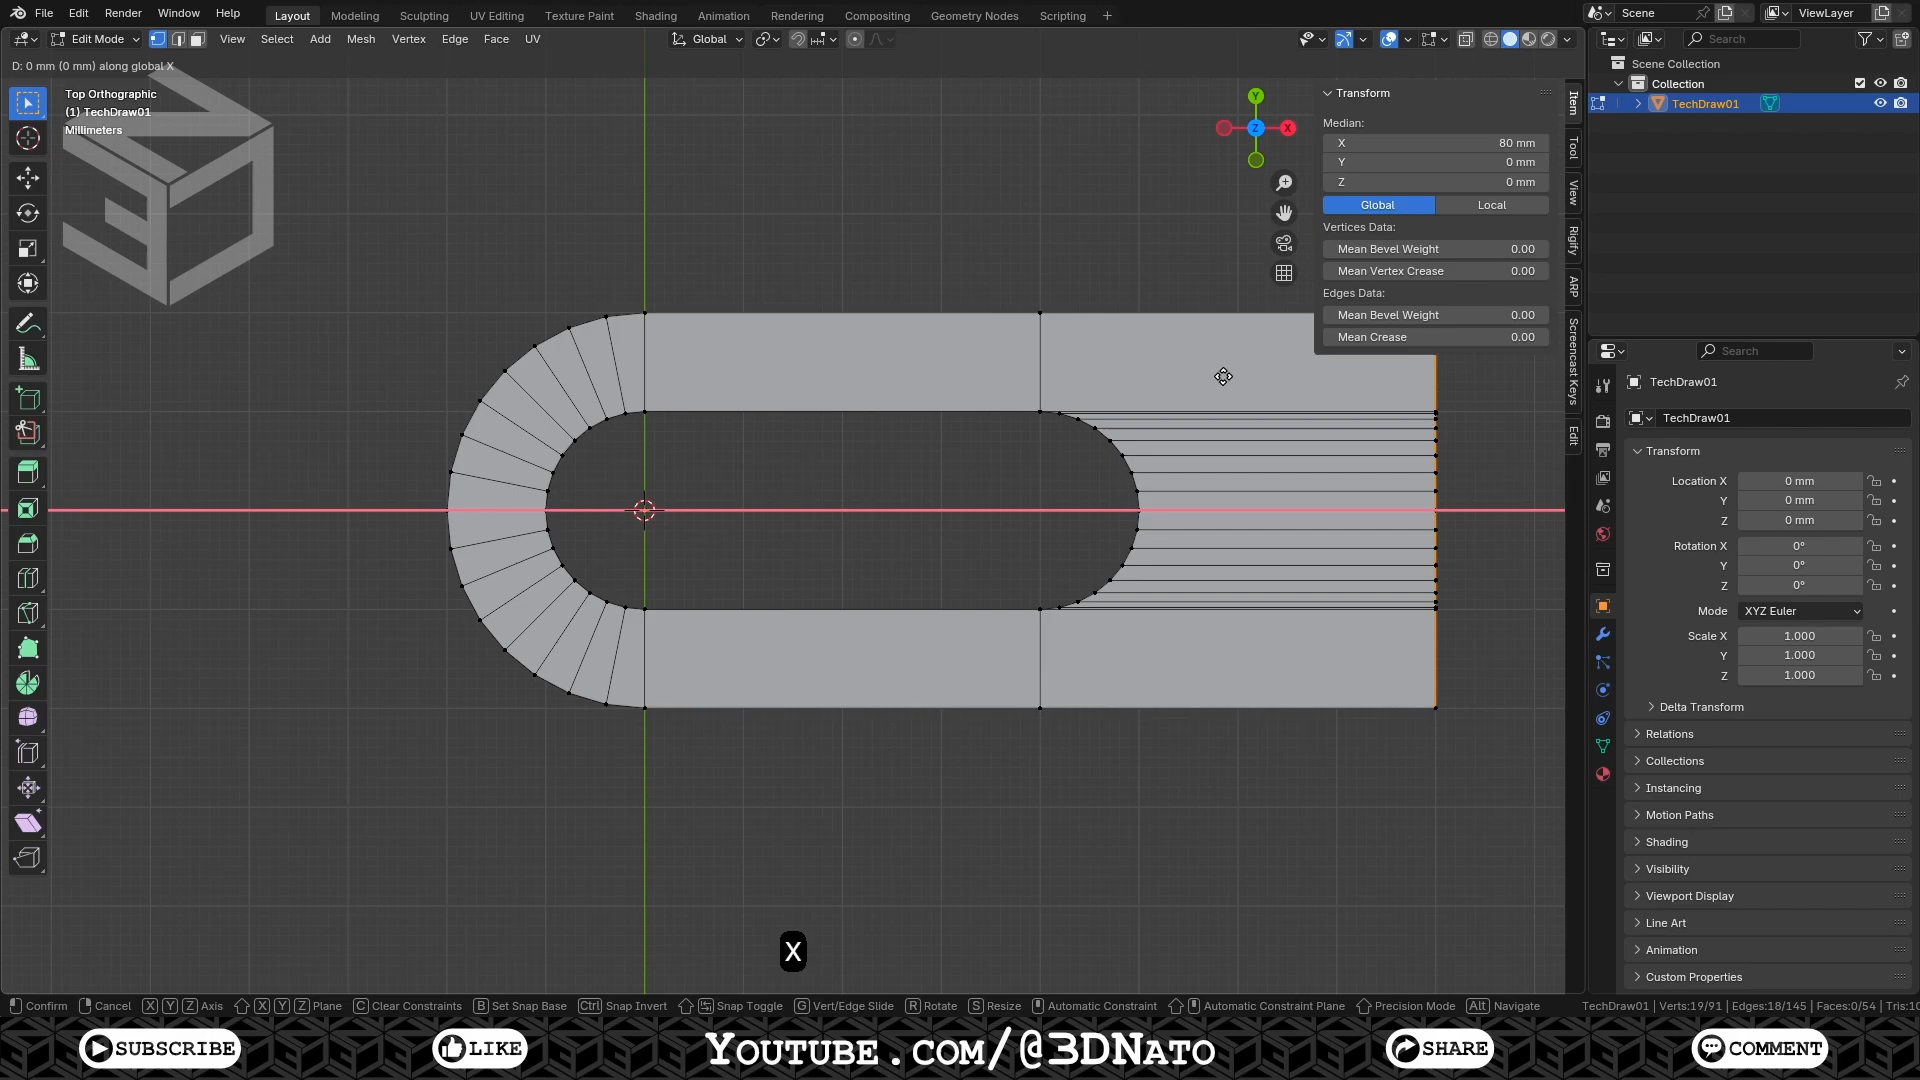 File Edit Render Window Help Layout Modeling Sculpting UV Editing Texture Paint Shading Animation Rendering Compositing Geometry Nodes Scripting + Scene ViewLayer
Edit Mode View Select Add Mesh Vertex Edge Face UV Global Search
D: 0 mm (0 mm) along global X
Scene Collection
Collection
TechDraw01
Top Orthographic
(1) TechDraw01
Millimeters
Y
Z
X
Transform
Median:
X 80 mm
Y 0 mm
Z 0 mm
Global Local
Vertices Data:
Mean Bevel Weight 0.00
Mean Vertex Crease 0.00
Edges Data:
Mean Bevel Weight 0.00
Mean Crease 0.00
Item
Tool
View
Rigify
ARP
Screencast Keys
Edit
Search
TechDraw01
TechDraw01
Transform
Location X 0 mm
Y 0 mm
Z 0 mm
Rotation X 0°
Y 0°
Z 0°
Mode XYZ Euler
Scale X 1.000
Y 1.000
Z 1.000
Delta Transform
Relations
Collections
Instancing
Motion Paths
Shading
Visibility
Viewport Display
Line Art
Animation
Custom Properties
X
Confirm Cancel X Y Z Axis X Y Z Plane C Clear Constraints B Set Snap Base Ctrl Snap Invert Snap Toggle G Vert/Edge Slide R Rotate S Resize Automatic Constraint Automatic Constraint Plane Precision Mode Alt Navigate TechDraw01 | Verts:19/91 | Edges:18/145 | Faces:0/54 | Tris:10
SUBSCRIBE LIKE YOUTUBE.COM/@3DNATO SHARE COMMENT